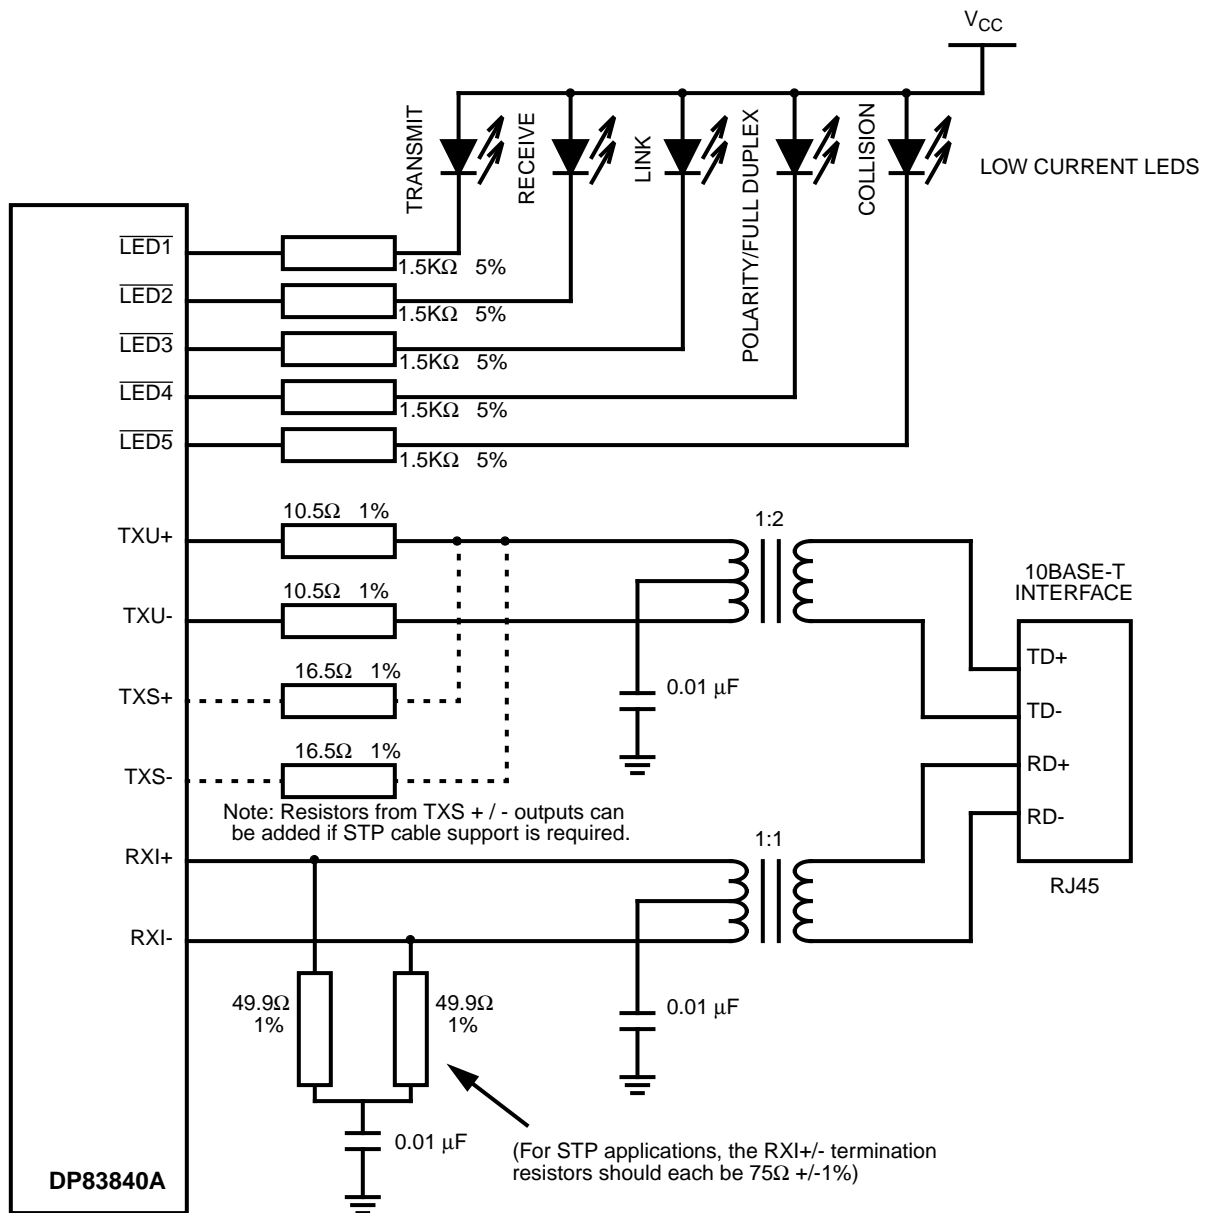 VCC
TRANSMIT
RECEIVE
LINK
POLARITY/FULL DUPLEX
COLLISION
LOW CURRENT LEDS
LED1
1.5KΩ 5%
LED2
1.5KΩ 5%
LED3
1.5KΩ 5%
LED4
1.5KΩ 5%
LED5
1.5KΩ 5%
10.5Ω 1%
TXU+
1:2
10BASE-T
INTERFACE
10.5Ω 1%
TXU-
TD+
16.5Ω 1%
TXS+
0.01 µF
TD-
16.5Ω 1%
TXS-
RD+
Note: Resistors from TXS + / - outputs can
be added if STP cable support is required.
RD-
1:1
RXI+
RJ45
RXI-
49.9Ω
1%
49.9Ω
1%
0.01 µF
0.01 µF
(For STP applications, the RXI+/- termination
resistors should each be 75Ω +/-1%)
DP83840A